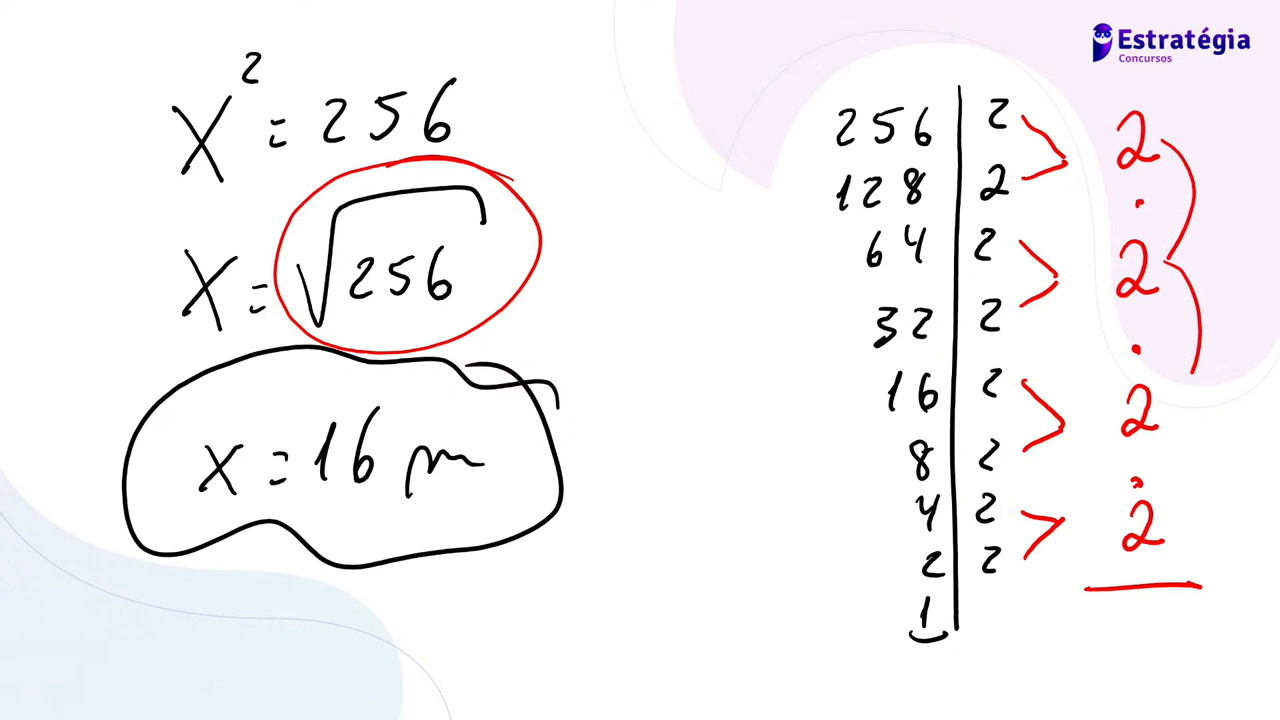 Estratégia
Concursos
X² = 256
X = √256
x = 16 m
256 | 2
128 | 2
64 | 2
32 | 2
16 | 2
8 | 2
4 | 2
2 | 2
1
2
.
2
.
2
.
2